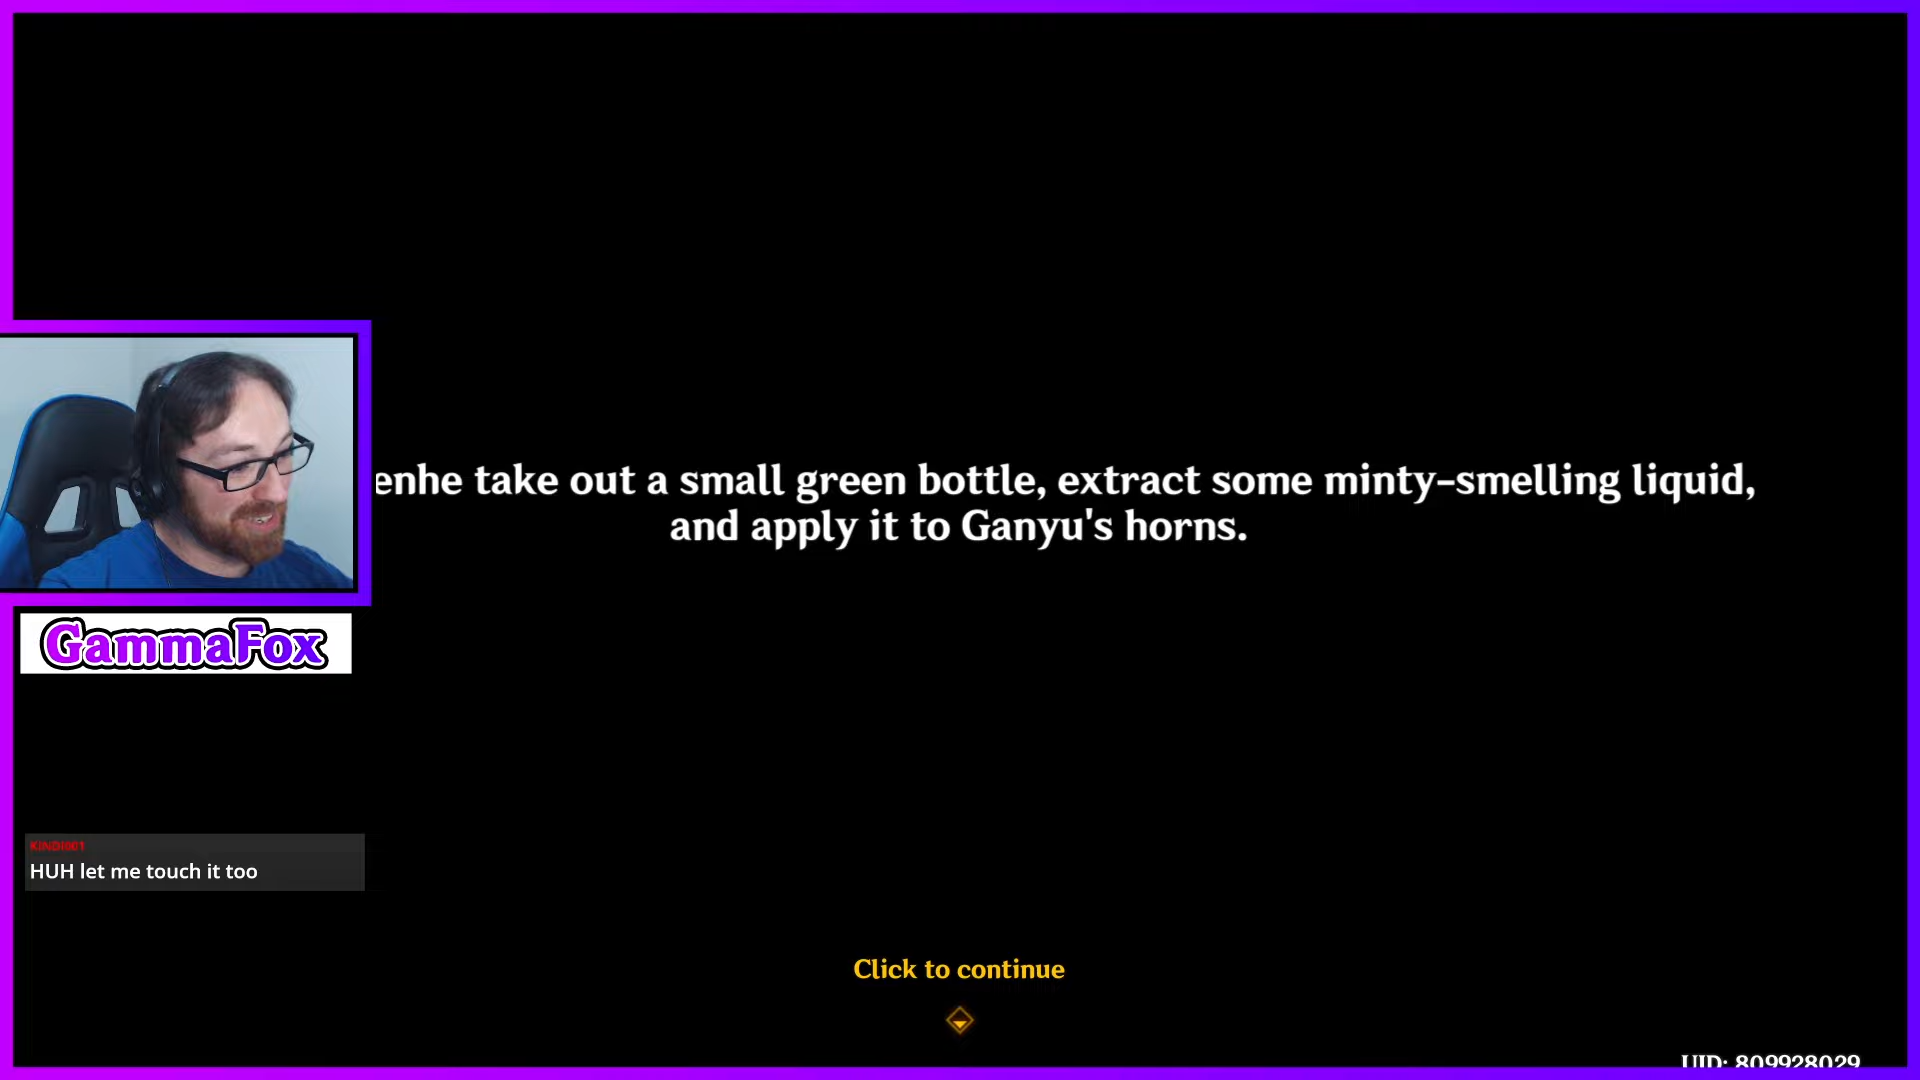 enhe take out a small green bottle, extract some minty-smelling liquid,
and apply it to Ganyu's horns.
GammaFox
KINDI001
HUH let me touch it too
Click to continue
UID: 809928029